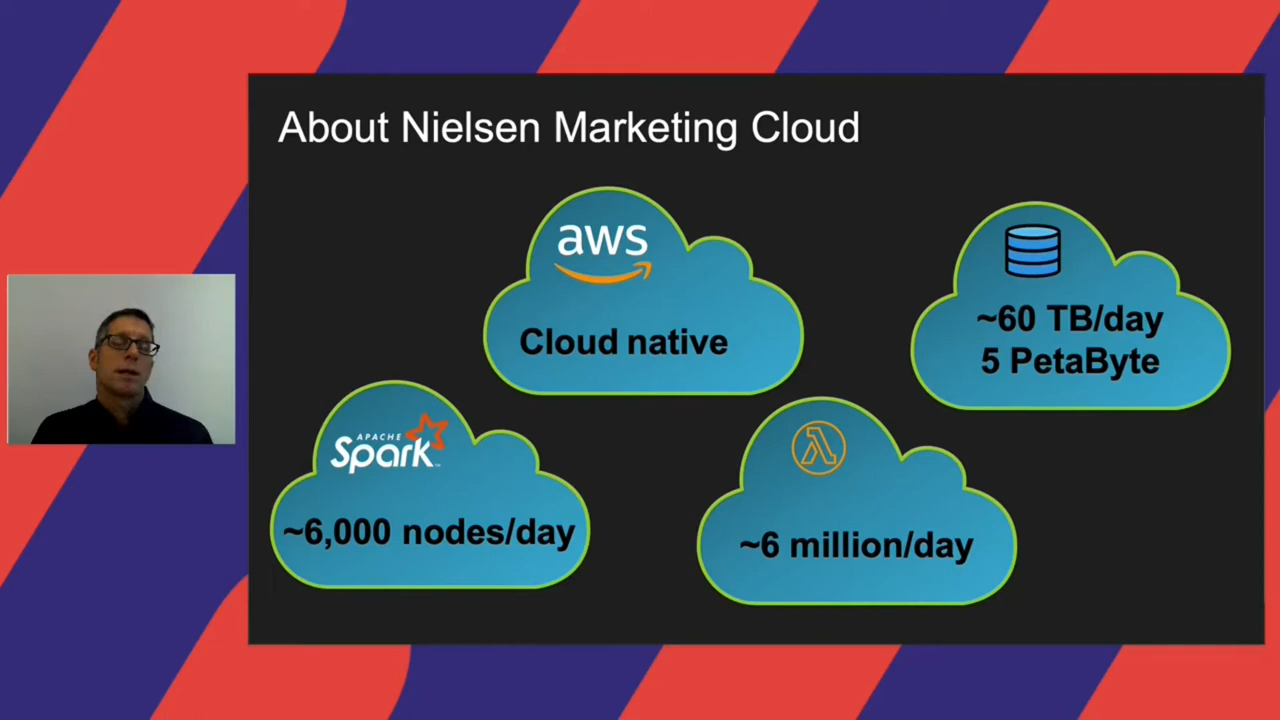 About Nielsen Marketing Cloud
aws
Cloud native
~60 TB/day
5 PetaByte
APACHE
Spark
~6,000 nodes/day
~6 million/day